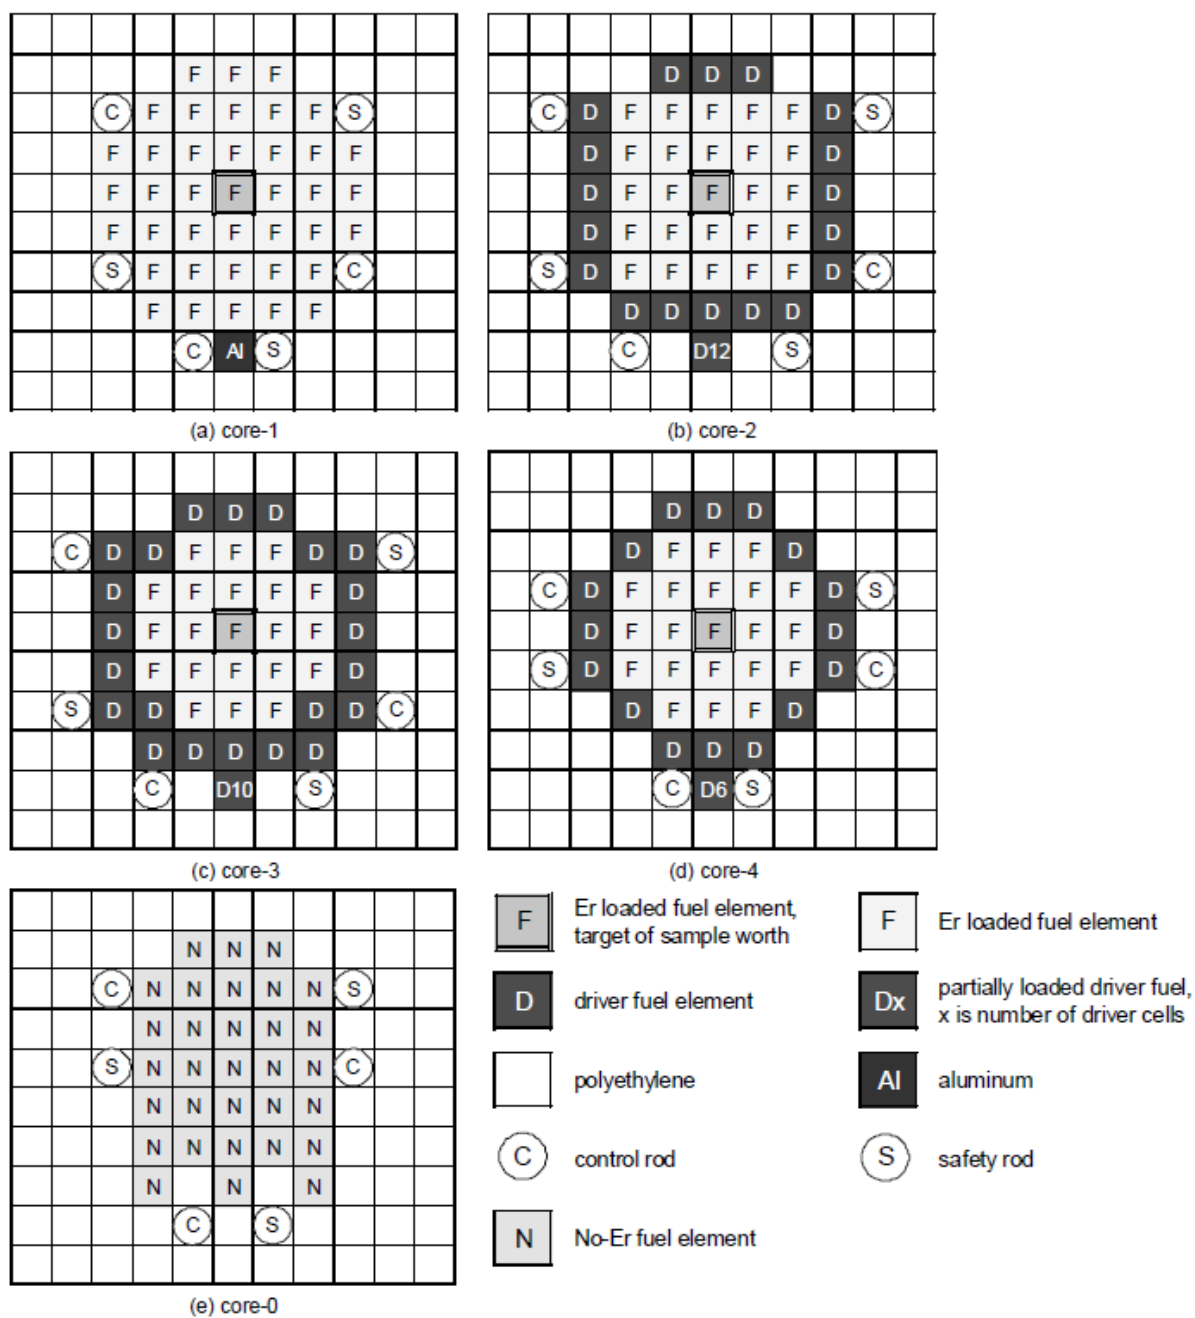 F F F
C F F F F F S
F F F F F F F
F F F F F F F
F F F F F F F
S F F F F F C
F F F F F
C Al S
(a) core-1
D D D
C D F F F F F D S
D F F F F F D
D F F F F F D
D F F F F F D
S D F F F F F D C
D D D D D
C D12 S
(b) core-2
D D D
C D D F F F D D S
D F F F F F D
D F F F F F D
D F F F F F D
S D D F F F D D C
D D D D D
C D10 S
(c) core-3
D D D
D F F F D
C D F F F F F D S
D F F F F F D
S D F F F F F D C
D F F F D
D D D
C D6 S
(d) core-4
N N N
C N N N N N S
N N N N N
S N N N N N C
N N N N N
N N N N N
N N N
C S
(e) core-0
F Er loaded fuel element,
target of sample worth
F Er loaded fuel element
D driver fuel element
Dx partially loaded driver fuel,
x is number of driver cells
polyethylene
Al aluminum
C control rod
S safety rod
N No-Er fuel element